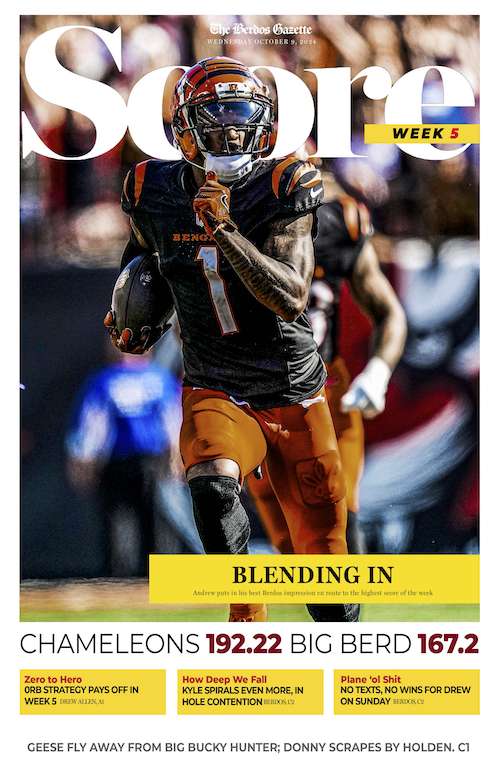 The Berdos Gazette
WEDNESDAY OCTOBER 9, 2024
Score
WEEK 5
BENGA
1
BLENDING IN
Andrew puts in his best Berdos impression en route to the highest score of the week
CHAMELEONS 192.22 BIG BERD 167.2
Zero to Hero
0RB STRATEGY PAYS OFF IN
WEEK 5 DREW ALLEN, A1
How Deep We Fall
KYLE SPIRALS EVEN MORE, IN
HOLE CONTENTION BERDOS, C2
Plane ‘ol Shit
NO TEXTS, NO WINS FOR DREW
ON SUNDAY BERDOS, C2
GEESE FLY AWAY FROM BIG BUCKY HUNTER; DONNY SCRAPES BY HOLDEN. C1